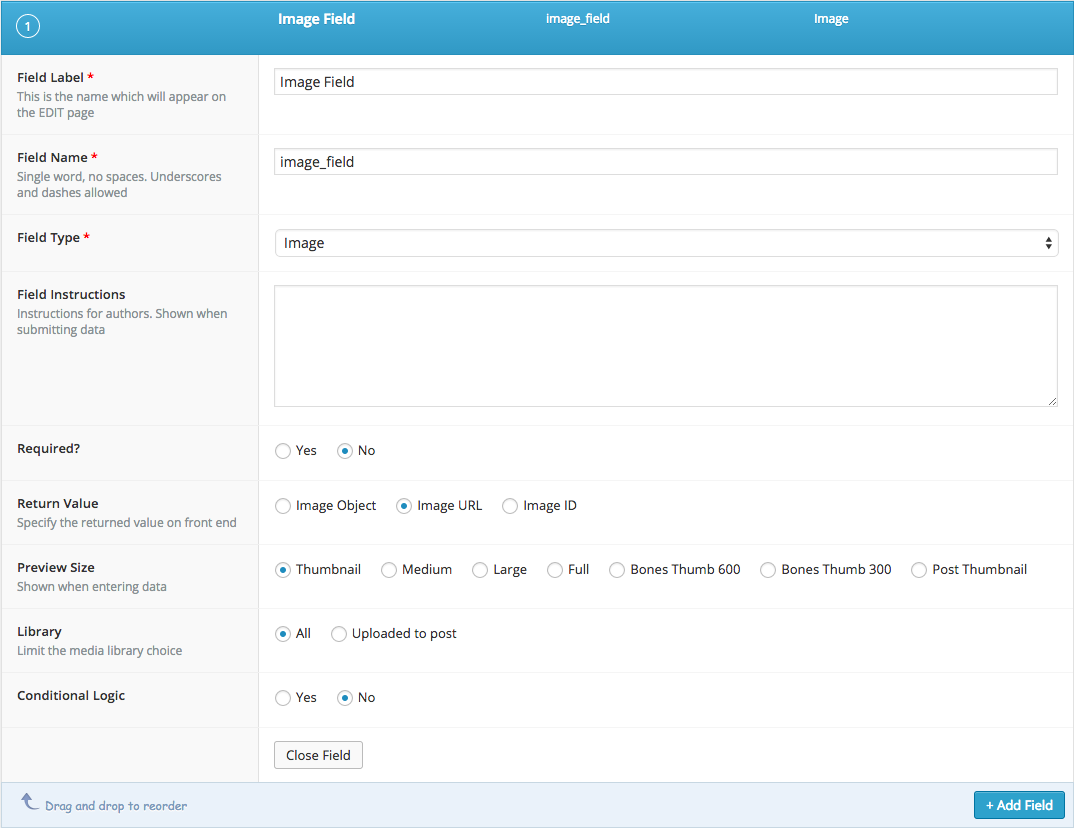 1 Image Field image_field Image
Field Label *
This is the name which will appear on
the EDIT page
Image Field
Field Name *
Single word, no spaces. Underscores
and dashes allowed
image_field
Field Type *
Image
Field Instructions
Instructions for authors. Shown when
submitting data
Required?
Yes No
Return Value
Specify the returned value on front end
Image Object Image URL Image ID
Preview Size
Shown when entering data
Thumbnail Medium Large Full Bones Thumb 600 Bones Thumb 300 Post Thumbnail
Library
Limit the media library choice
All Uploaded to post
Conditional Logic
Yes No
Close Field
Drag and drop to reorder
+ Add Field